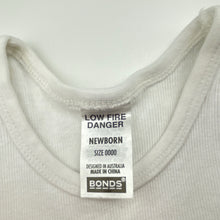 LOW FIRE
DANGER
NEWBORN
SIZE 0000
DESIGNED IN AUSTRALIA
MADE IN CHINA
BONDS